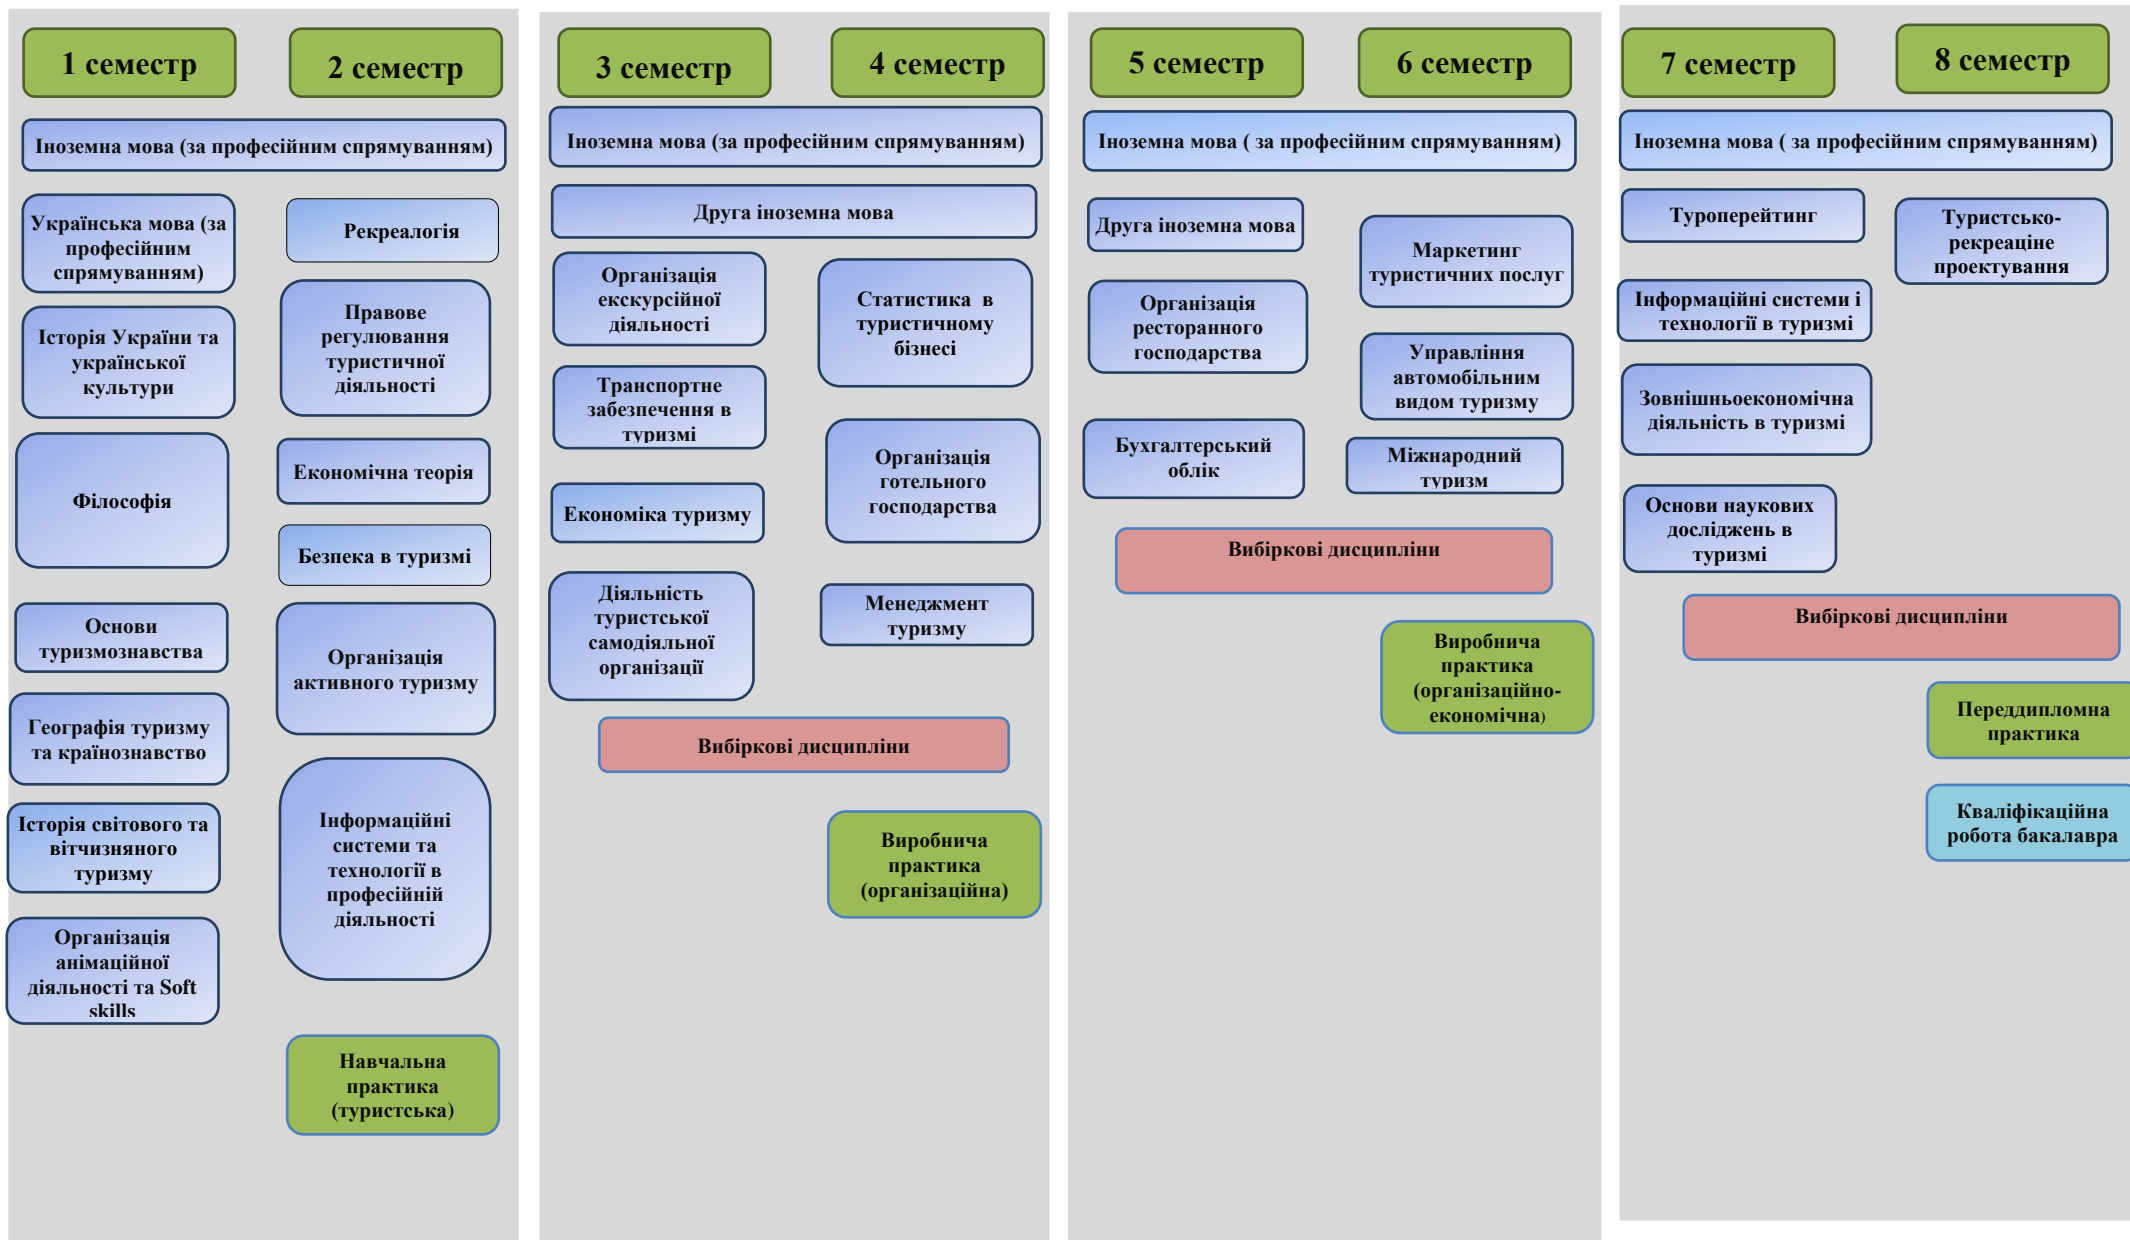 1 семестр
2 семестр
Іноземна мова (за професійним спрямуванням)
Українська мова (за
професійним
спрямуванням)
Історія України та
української
культури
Філософія
Основи
туризмознавства
Географія туризму
та країнознавство
Історія світового та
вітчизняного
туризму
Організація
анімаційної
діяльності та Soft
skills
Рекреалогія
Правове
регулювання
туристичної
діяльності
Економічна теорія
Безпека в туризмі
Організація
активного туризму
Інформаційні
системи та
технології в
професійній
діяльності
Навчальна
практика
(туристська)
3 семестр
4 семестр
Іноземна мова (за професійним спрямуванням)
Друга іноземна мова
Організація
екскурсійної
діяльності
Транспортне
забезпечення в
туризмі
Економіка туризму
Діяльність
туристської
самодіяльної
організації
Статистика в
туристичному
бізнесі
Організація
готельного
господарства
Менеджмент
туризму
Вибіркові дисципліни
Виробнича
практика
(організаційна)
5 семестр
6 семестр
Іноземна мова ( за професійним спрямуванням)
Друга іноземна мова
Організація
ресторанного
господарства
Бухгалтерський
облік
Маркетинг
туристичних послуг
Управління
автомобільним
видом туризму
Міжнародний
туризм
Вибіркові дисципліни
Виробнича
практика
(організаційно-
економічна)
7 семестр
8 семестр
Іноземна мова ( за професійним спрямуванням)
Туроперейтинг
Інформаційні системи і
технології в туризмі
Зовнішньоекономічна
діяльність в туризмі
Основи наукових
досліджень в
туризмі
Туристсько-
рекреаціне
проектування
Вибіркові дисципліни
Переддипломна
практика
Кваліфікаційна
робота бакалавра